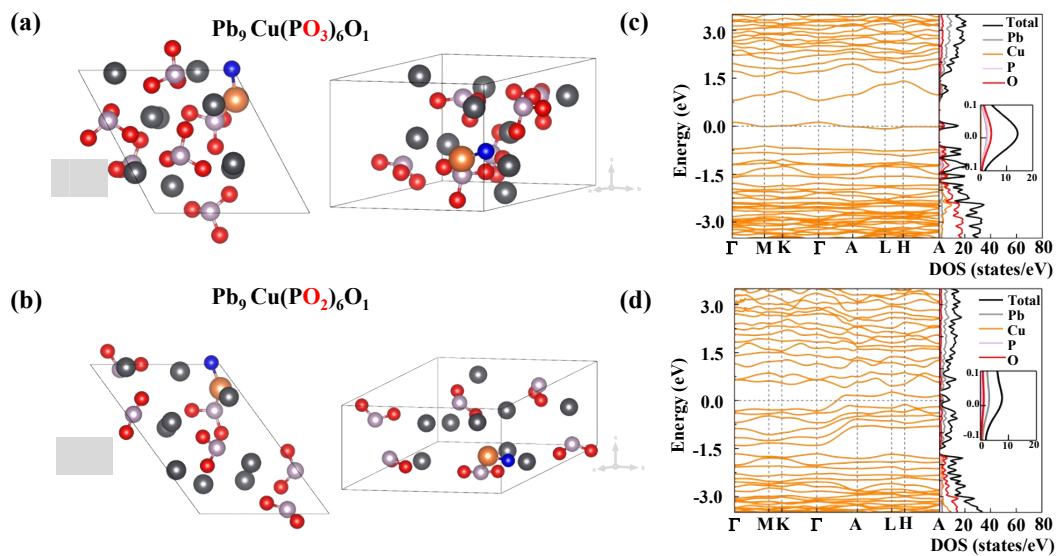 (a)
Pb9 Cu(PO3)6O1
(b)
Pb9 Cu(PO2)6O1
(c)
Energy (eV)
3.0
1.5
0.0
-1.5
-3.0
Γ M K Γ A L H A
Total
Pb
Cu
P
O
0.1
0.0
0.1
0 10 20
20 40 60 80
DOS (states/eV)
(d)
Energy (eV)
3.0
1.5
0.0
-1.5
-3.0
Γ M K Γ A L H A
Total
Pb
Cu
P
O
0.1
0.0
-0.1
0 10 20
20 40 60 80
DOS (states/eV)